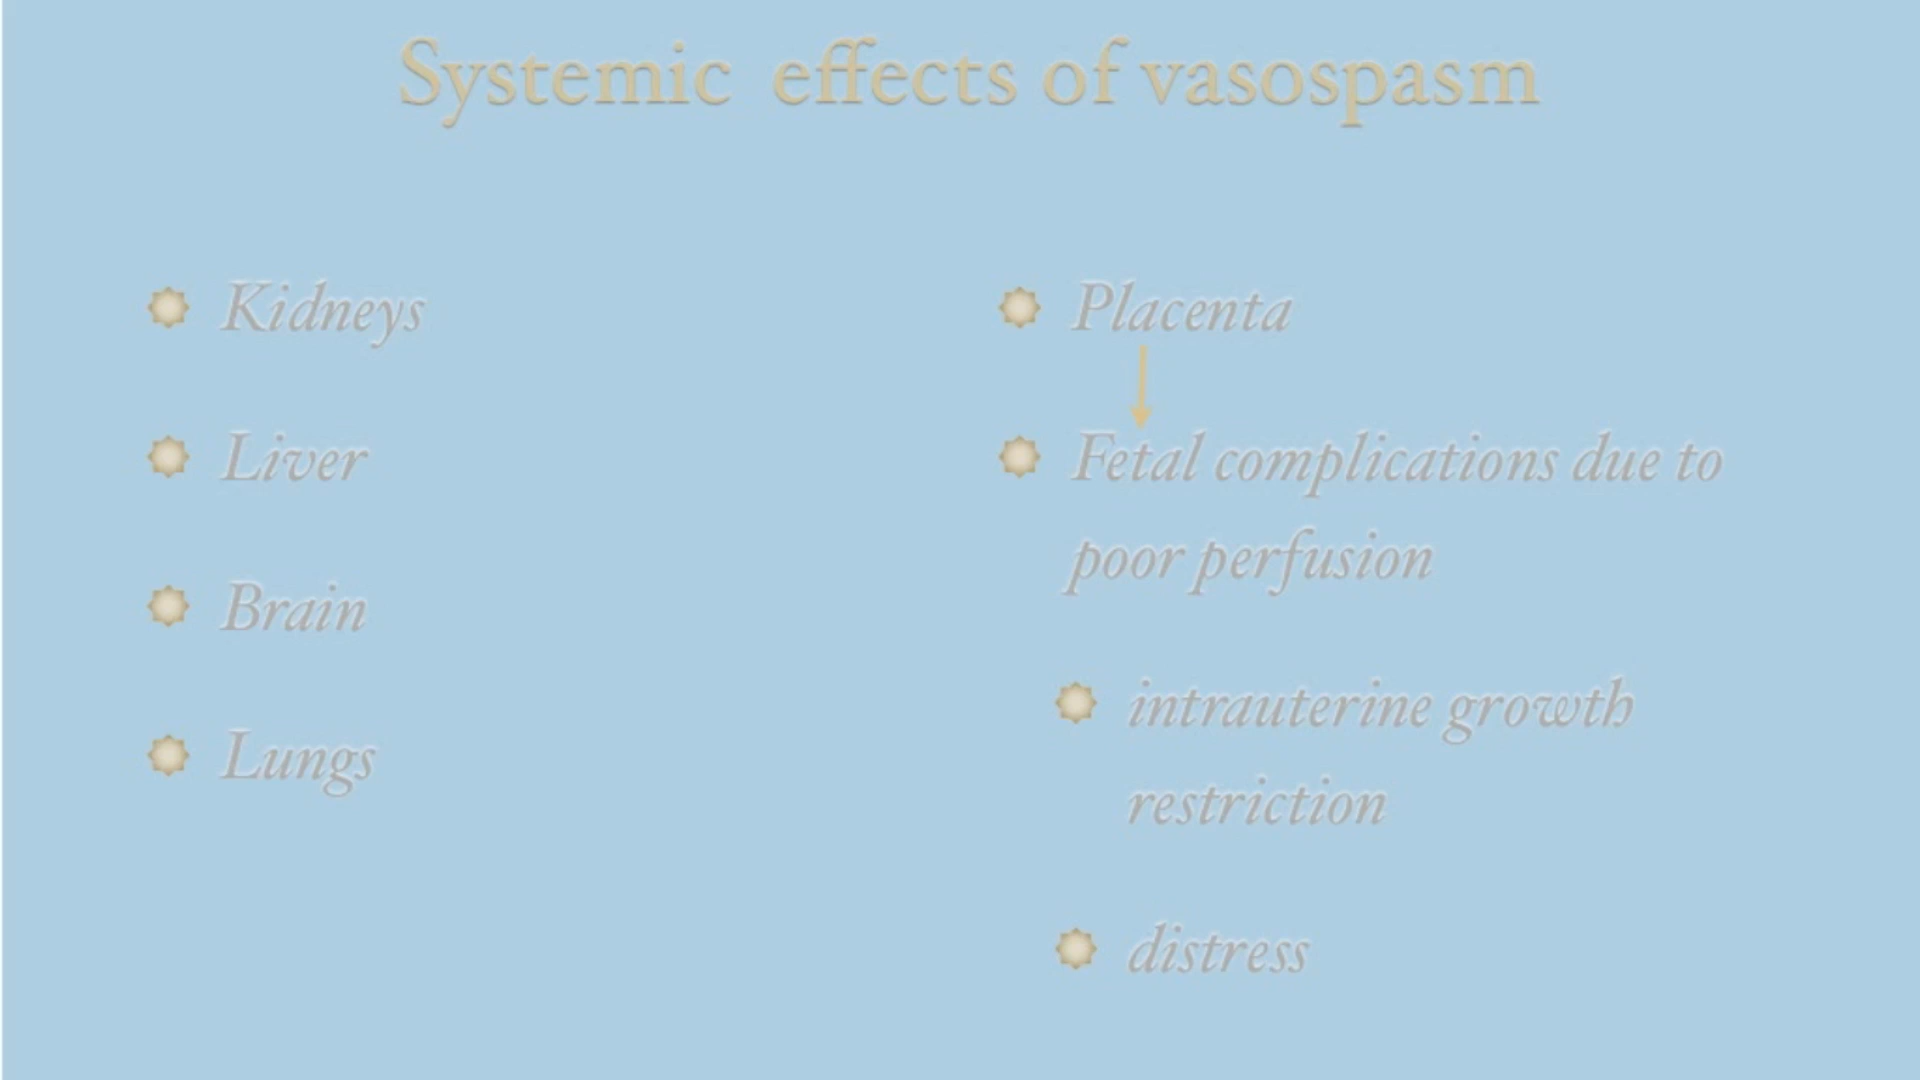 Systemic effects of vasospasm
Kidneys
Liver
Brain
Lungs
Placenta
Fetal complications due to
poor perfusion
intrauterine growth
restriction
distress